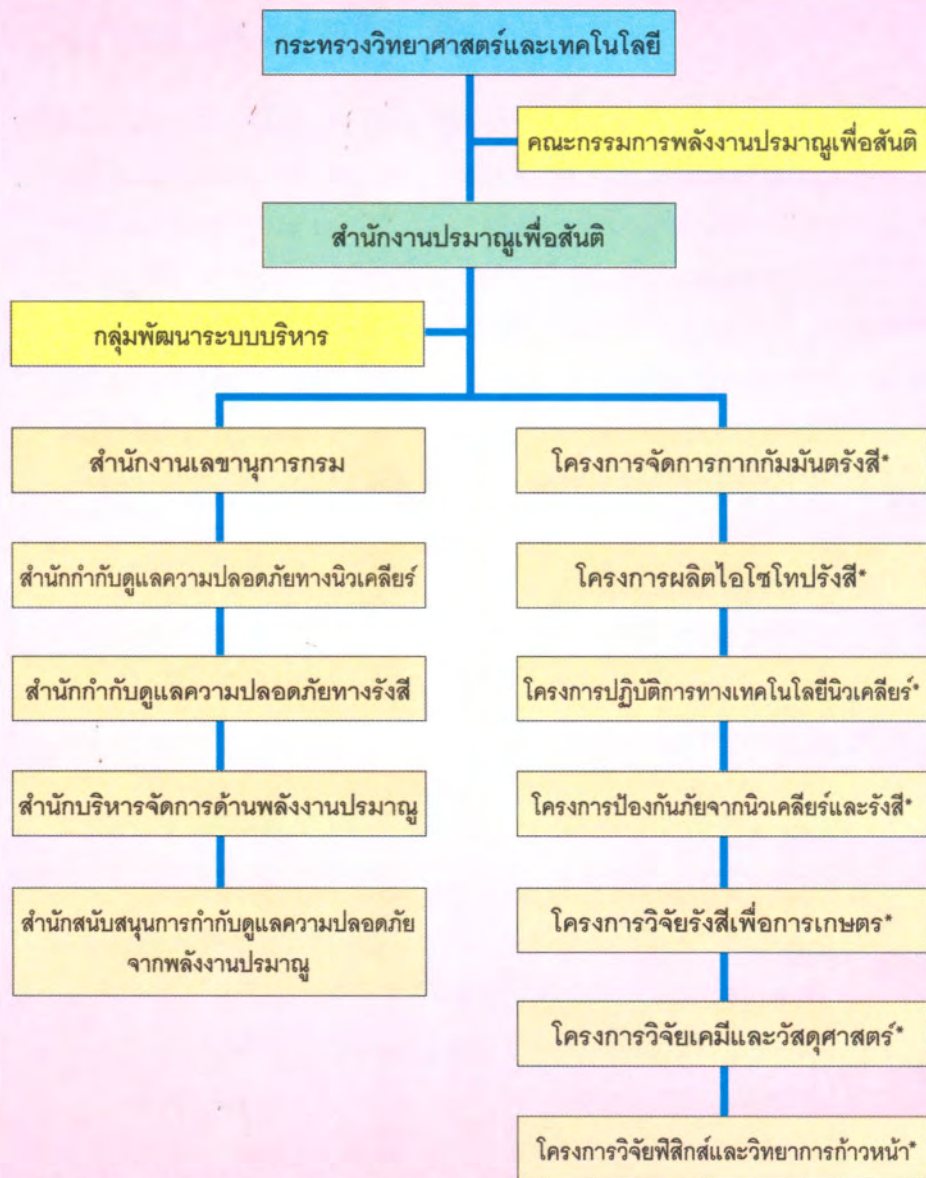 กระทรวงวิทยาศาสตร์และเทคโนโลยี
คณะกรรมการพลังงานปรมาณูเพื่อสันติ
สำนักงานปรมาณูเพื่อสันติ
กลุ่มพัฒนาระบบบริหาร
สำนักงานเลขานุการกรม
สำนักกำกับดูแลความปลอดภัยทางนิวเคลียร์
สำนักกำกับดูแลความปลอดภัยทางรังสี
สำนักบริหารจัดการด้านพลังงานปรมาณู
สำนักสนับสนุนการกำกับดูแลความปลอดภัย
จากพลังงานปรมาณู
โครงการจัดการกากกัมมันตรังสี*
โครงการผลิตไอโซโทปรังสี*
โครงการปฏิบัติการทางเทคโนโลยีนิวเคลียร์*
โครงการป้องกันภัยจากนิวเคลียร์และรังสี*
โครงการวิจัยรังสีเพื่อการเกษตร*
โครงการวิจัยเคมีและวัสดุศาสตร์*
โครงการวิจัยฟิสิกส์และวิทยาการก้าวหน้า*